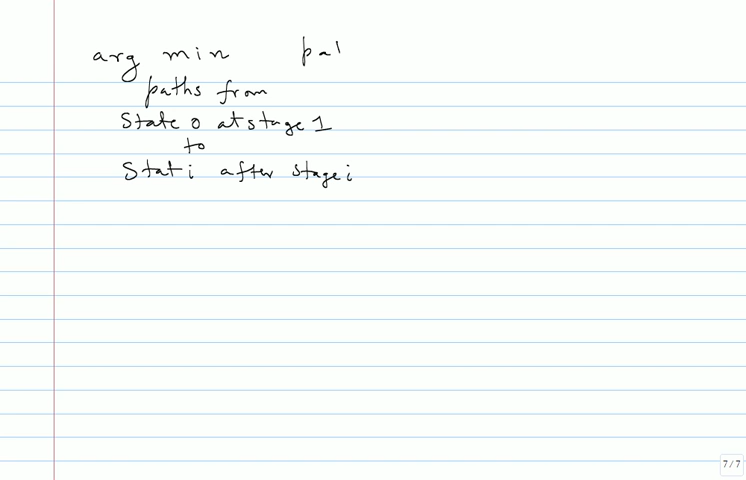 arg min pal
paths from
State 0 at stage 1
to
Stat i after stage i
7/7